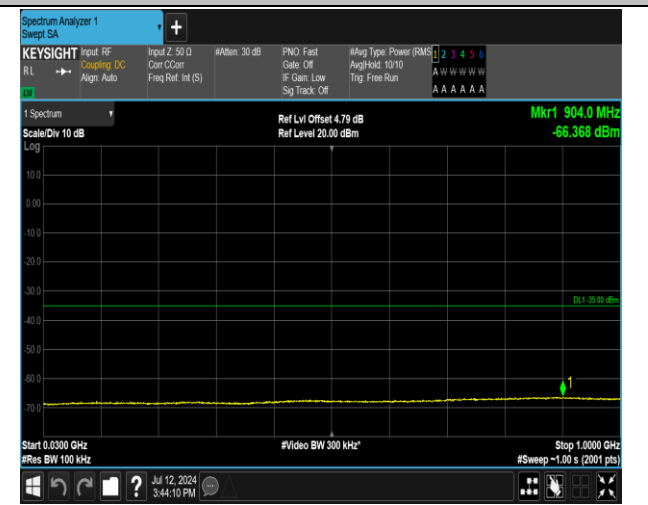 Spectrum Analyzer 1
Swept SA
KEYSIGHT
RL
Input: RF
Coupling: DC
Align: Auto
Input Z: 50 Ω
Corr CCorr
Freq Ref: Int (S)
#Atten: 30 dB
PNO: Fast
Gate: Off
IF Gain: Low
Sig Track: Off
#Avg Type: Power (RMS
Avg|Hold: 10/10
Trig: Free Run
1 2 3 4 5 6
A W W W W W
A A A A A A
1 Spectrum
Scale/Div 10 dB
Log
Ref Lvl Offset 4.79 dB
Ref Level 20.00 dBm
Mkr1 904.0 MHz
-66.368 dBm
10.0
0.00
-10.0
-20.0
-30.0
DL1 -35.00 dBm
-40.0
-50.0
-60.0
1
-70.0
Start 0.0300 GHz
#Res BW 100 kHz
#Video BW 300 kHz*
Stop 1.0000 GHz
#Sweep ~1.00 s (2001 pts)
?
Jul 12, 2024
3:44:10 PM